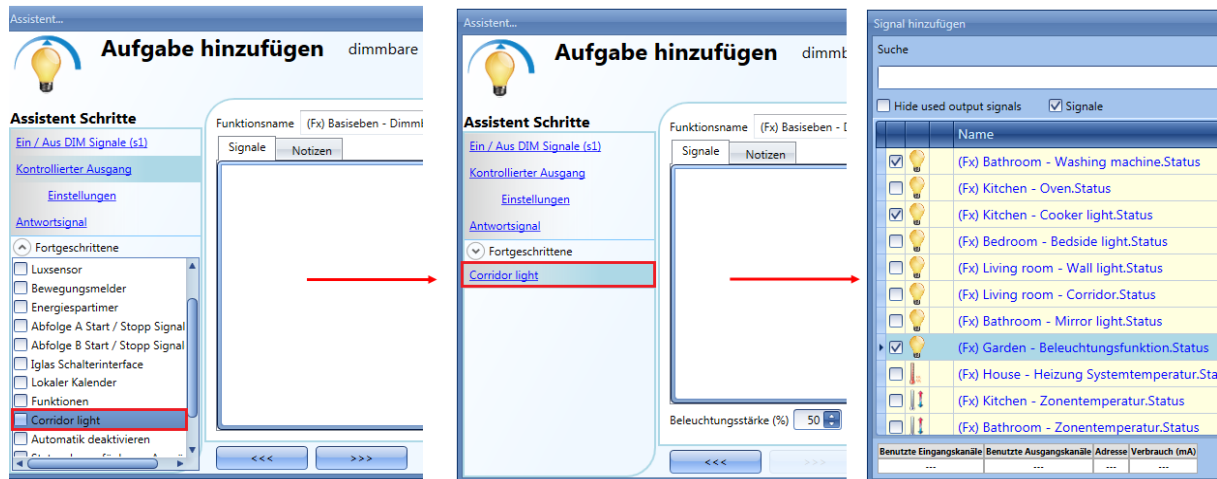 Assistent...
Aufgabe hinzufügen dimmbare
Assistent Schritte
Ein / Aus DIM Signale (s1)
Kontrollierter Ausgang
Einstellungen
Antwortsignal
Fortgeschrittene
Luxsensor
Bewegungsmelder
Energiespartimer
Abfolge A Start / Stopp Signal
Abfolge B Start / Stopp Signal
Iglas Schalterinterface
Lokaler Kalender
Funktionen
Corridor light
Automatik deaktivieren
Funktionsname (Fx) Basiseben - Dimm
Signale Notizen
<<< >>>
Assistent...
Aufgabe hinzufügen dimmb
Assistent Schritte
Ein / Aus DIM Signale (s1)
Kontrollierter Ausgang
Einstellungen
Antwortsignal
Fortgeschrittene
Corridor light
Funktionsname (Fx) Basiseben - D
Signale Notizen
Beleuchtungsstärke (%) 50
<<< >>>
Signal hinzufügen
Suche
Hide used output signals Signale
Name
(Fx) Bathroom - Washing machine.Status
(Fx) Kitchen - Oven.Status
(Fx) Kitchen - Cooker light.Status
(Fx) Bedroom - Bedside light.Status
(Fx) Living room - Wall light.Status
(Fx) Living room - Corridor.Status
(Fx) Bathroom - Mirror light.Status
(Fx) Garden - Beleuchtungsfunktion.Status
(Fx) House - Heizung Systemtemperatur.Sta
(Fx) Kitchen - Zonentemperatur.Status
(Fx) Bathroom - Zonentemperatur.Status
Benutzte Eingangskanäle Benutzte Ausgangskanäle Adresse Verbrauch (mA)
--- --- --- ---